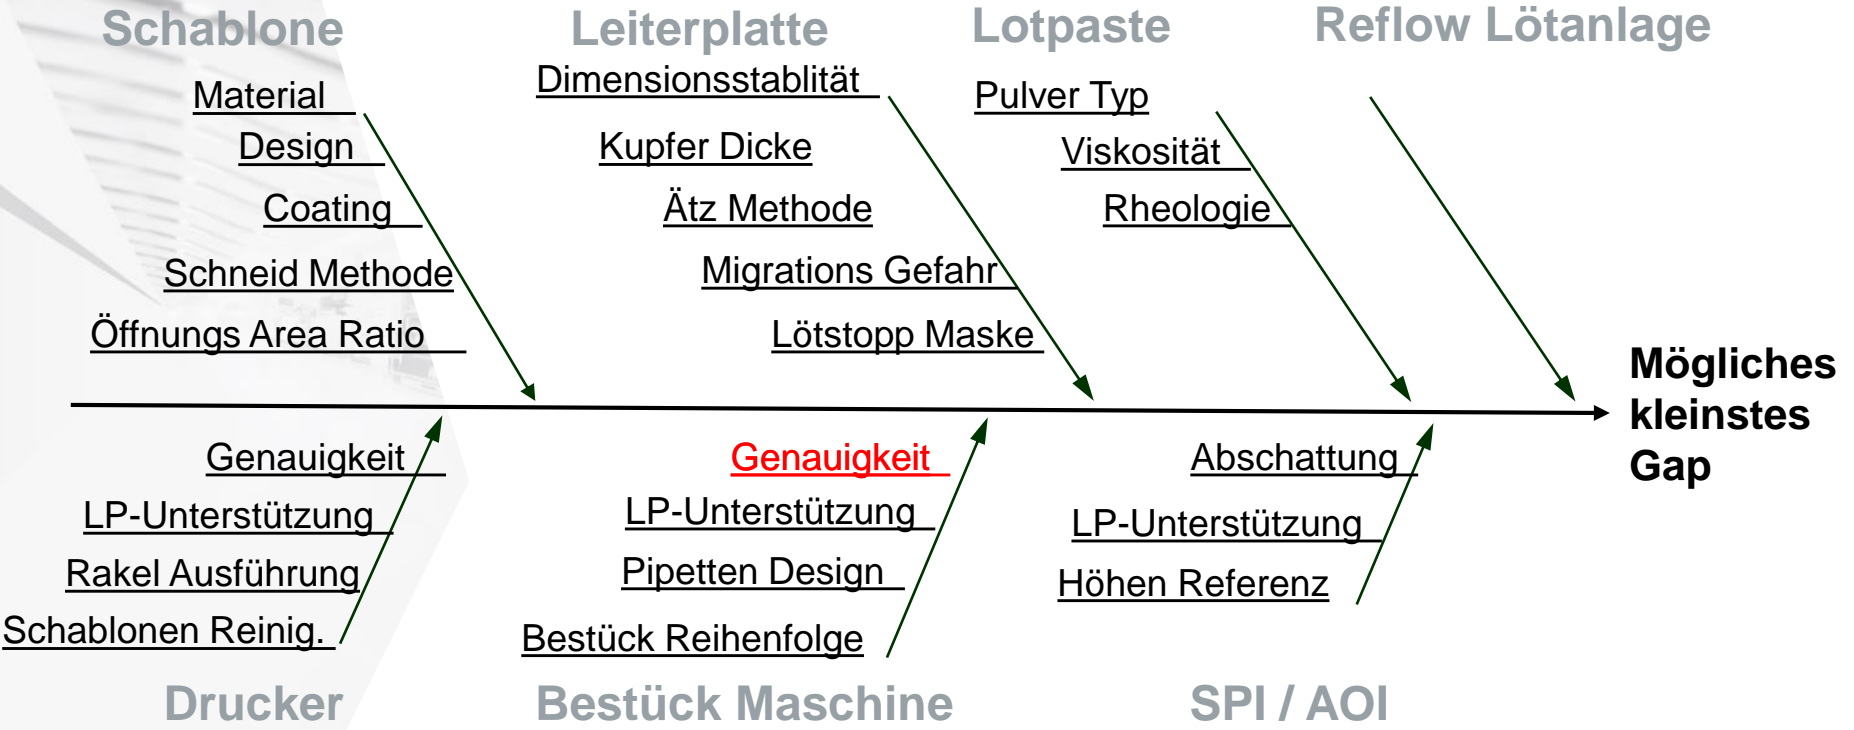 Schablone
Leiterplatte
Lotpaste
Reflow Lötanlage
Material
Design
Coating
Schneid Methode
Öffnungs Area Ratio
Dimensionsstablität
Kupfer Dicke
Ätz Methode
Migrations Gefahr
Lötstopp Maske
Pulver Typ
Viskosität
Rheologie
Mögliches
kleinstes
Gap
Genauigkeit
LP-Unterstützung
Rakel Ausführung
Schablonen Reinig.
Genauigkeit
LP-Unterstützung
Pipetten Design
Bestück Reihenfolge
Abschattung
LP-Unterstützung
Höhen Referenz
Drucker
Bestück Maschine
SPI / AOI